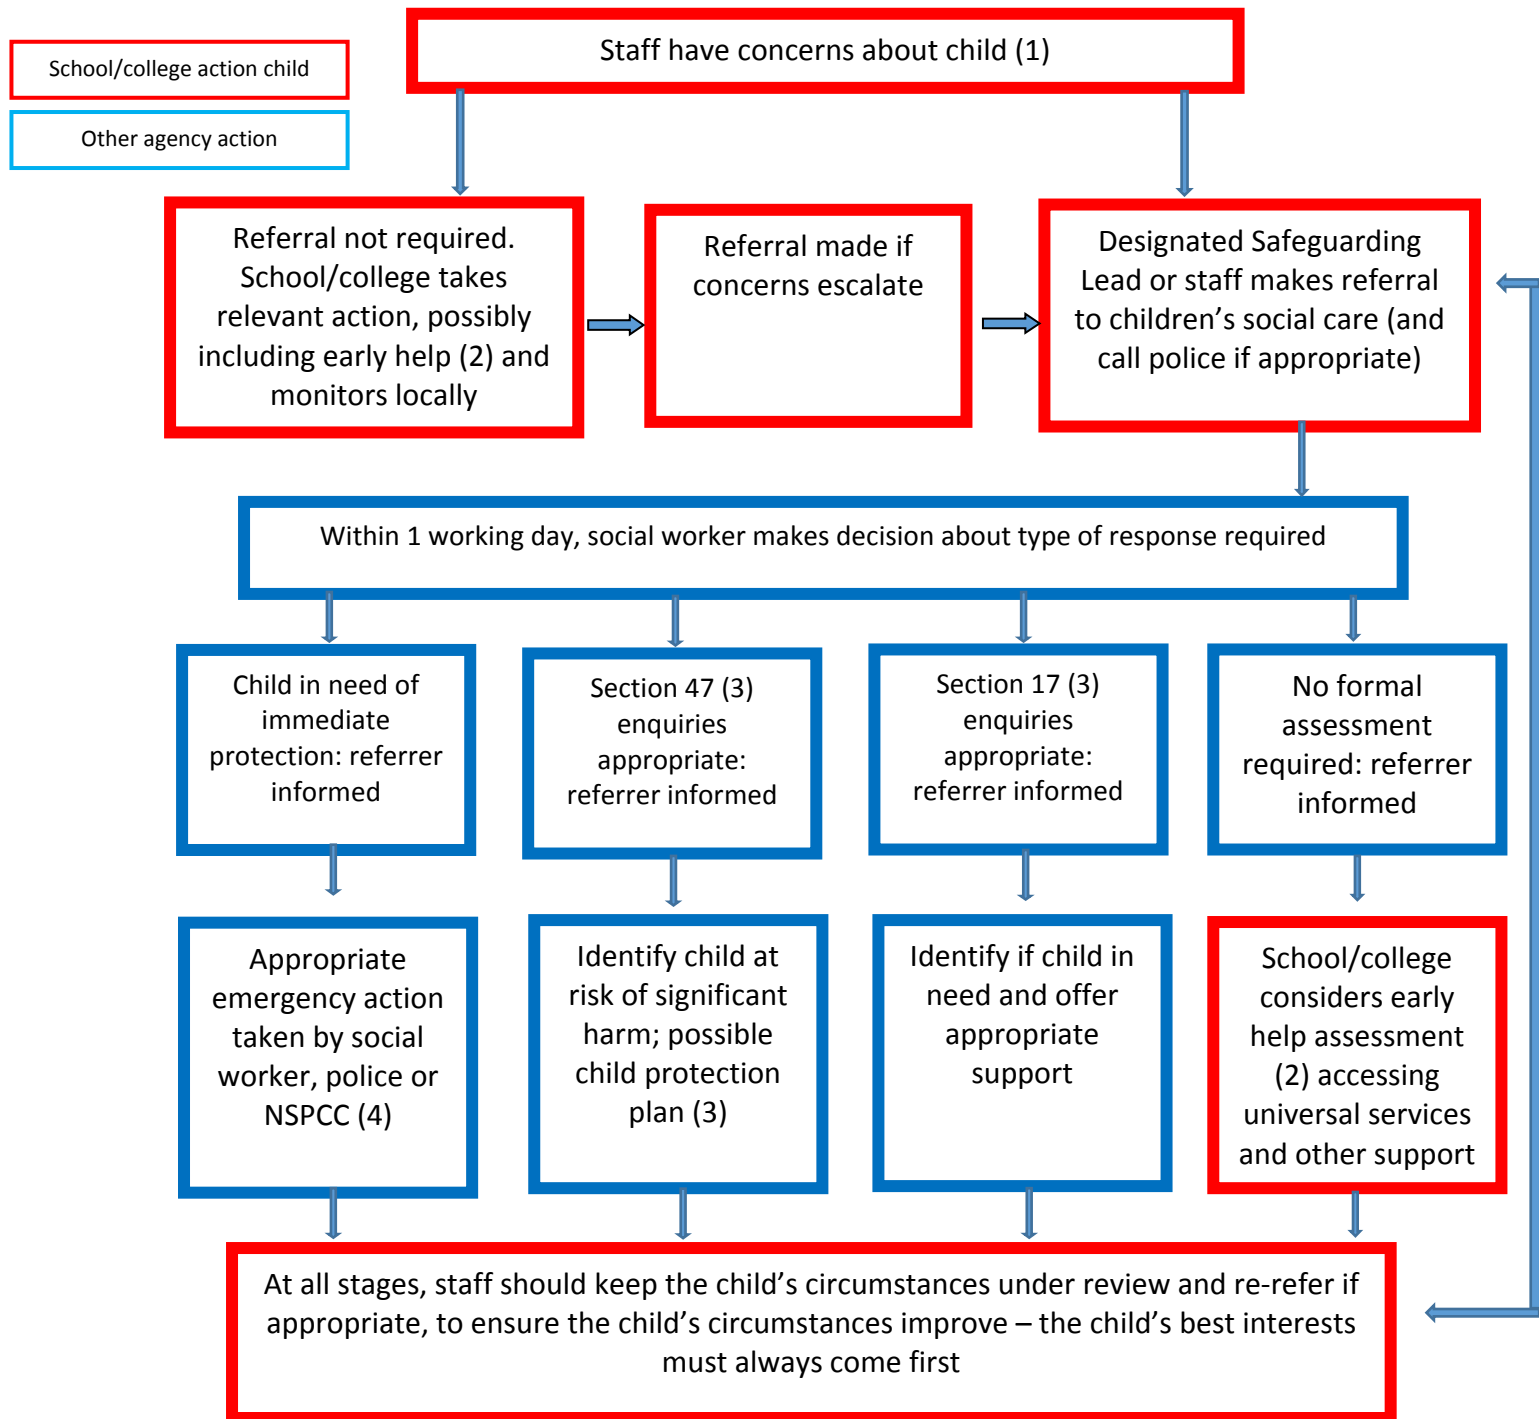 Staff have concerns about child (1)
School/college action child
Other agency action
Referral not required.
School/college takes
relevant action, possibly
including early help (2) and
monitors locally
Referral made if
concerns escalate
Designated Safeguarding
Lead or staff makes referral
to children’s social care (and
call police if appropriate)
Within 1 working day, social worker makes decision about type of response required
Child in need of
immediate
protection: referrer
informed
Section 47 (3)
enquiries
appropriate:
referrer informed
Section 17 (3)
enquiries
appropriate:
referrer informed
No formal
assessment
required: referrer
informed
Appropriate
emergency action
taken by social
worker, police or
NSPCC (4)
Identify child at
risk of significant
harm; possible
child protection
plan (3)
Identify if child in
need and offer
appropriate
support
School/college
considers early
help assessment
(2) accessing
universal services
and other support
At all stages, staff should keep the child’s circumstances under review and re-refer if
appropriate, to ensure the child’s circumstances improve – the child’s best interests
must always come first